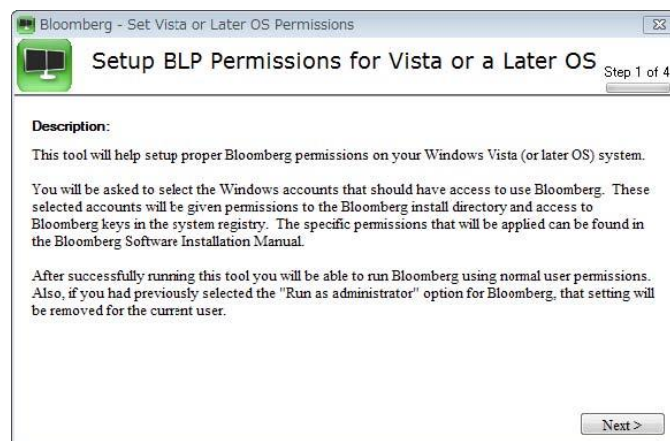 Bloomberg - Set Vista or Later OS Permissions
Setup BLP Permissions for Vista or a Later OS
Step 1 of 4
Description:
This tool will help setup proper Bloomberg permissions on your Windows Vista (or later OS) system.
You will be asked to select the Windows accounts that should have access to use Bloomberg. These
selected accounts will be given permissions to the Bloomberg install directory and access to
Bloomberg keys in the system registry. The specific permissions that will be applied can be found in
the Bloomberg Software Installation Manual.
After successfully running this tool you will be able to run Bloomberg using normal user permissions.
Also, if you had previously selected the "Run as administrator" option for Bloomberg, that setting will
be removed for the current user.
Next >